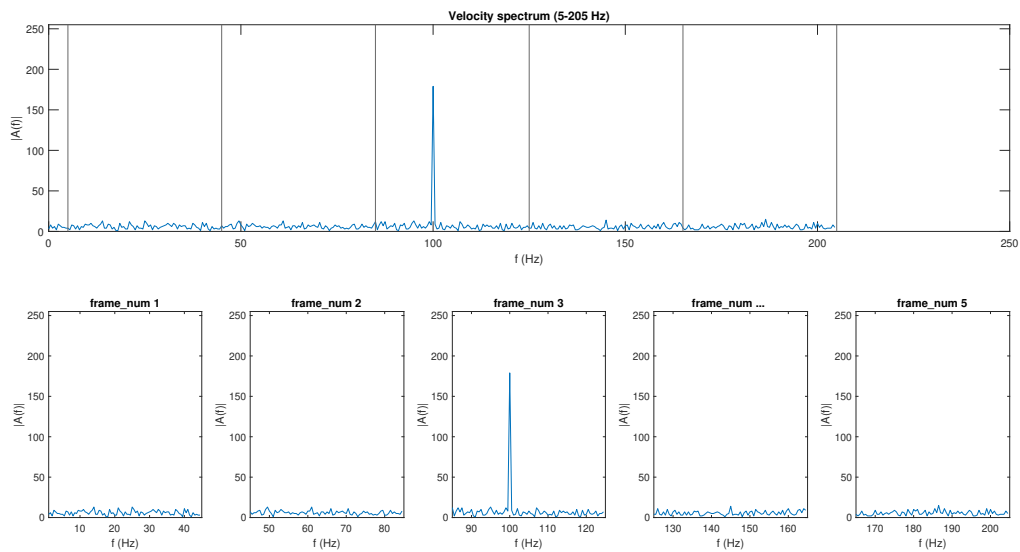 Velocity spectrum (5-205 Hz)
250
200
150
100
50
0
|A(f)|
0 50 100 150 200 250
f (Hz)
frame_num 1
250
200
150
100
50
0
|A(f)|
10 20 30 40
f (Hz)
frame_num 2
250
200
150
100
50
0
|A(f)|
50 60 70 80
f (Hz)
frame_num 3
250
200
150
100
50
0
|A(f)|
90 100 110 120
f (Hz)
frame_num ...
250
200
150
100
50
0
|A(f)|
130 140 150 160
f (Hz)
frame_num 5
250
200
150
100
50
0
|A(f)|
170 180 190 200
f (Hz)